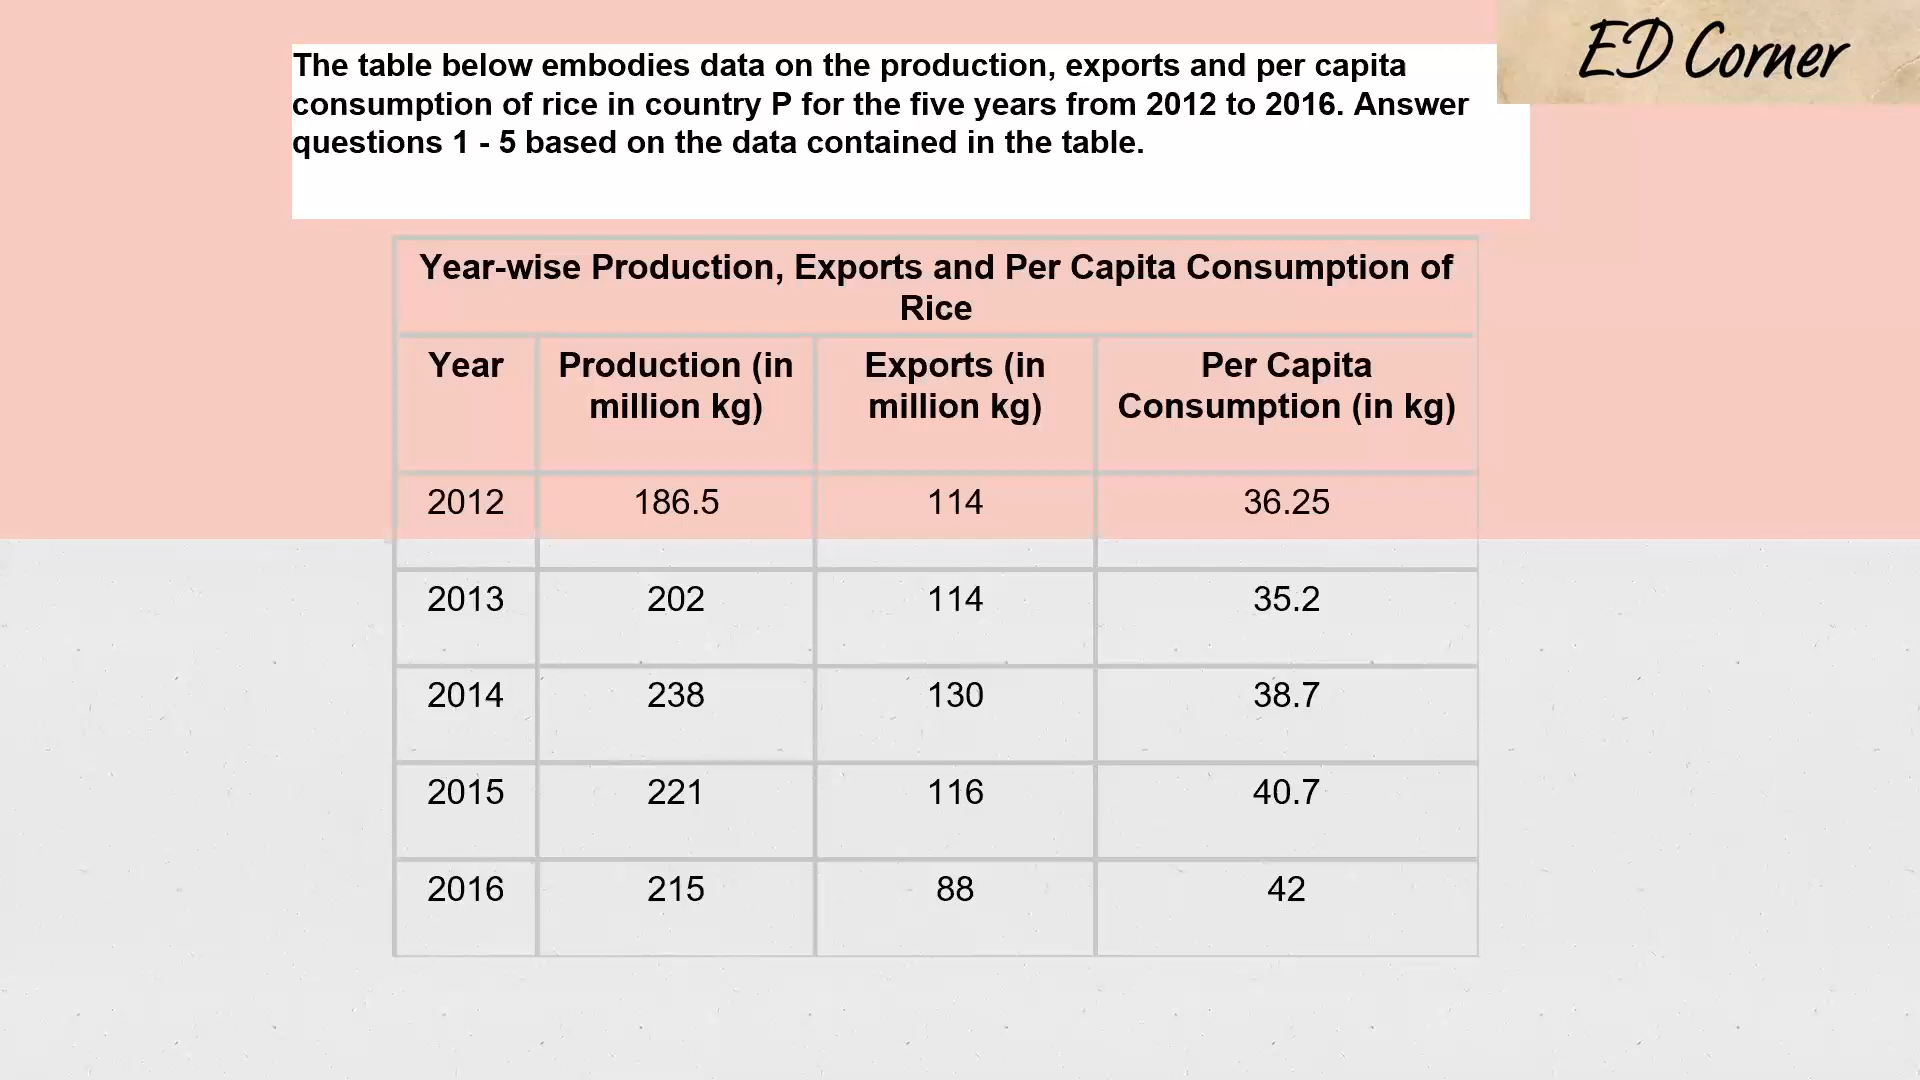 ED Corner
The table below embodies data on the production, exports and per capita
consumption of rice in country P for the five years from 2012 to 2016. Answer
questions 1 - 5 based on the data contained in the table.
Year-wise Production, Exports and Per Capita Consumption of
Rice
Year Production (in Exports (in Per Capita
million kg) million kg) Consumption (in kg)
2012 186.5 114 36.25
2013 202 114 35.2
2014 238 130 38.7
2015 221 116 40.7
2016 215 88 42